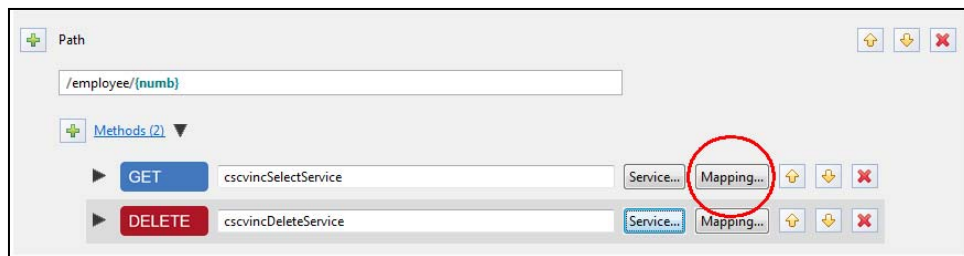 Path
/employee/{numb}
Methods (2)
GET cscvincSelectService Service... Mapping...
DELETE cscvincDeleteService Service... Mapping...